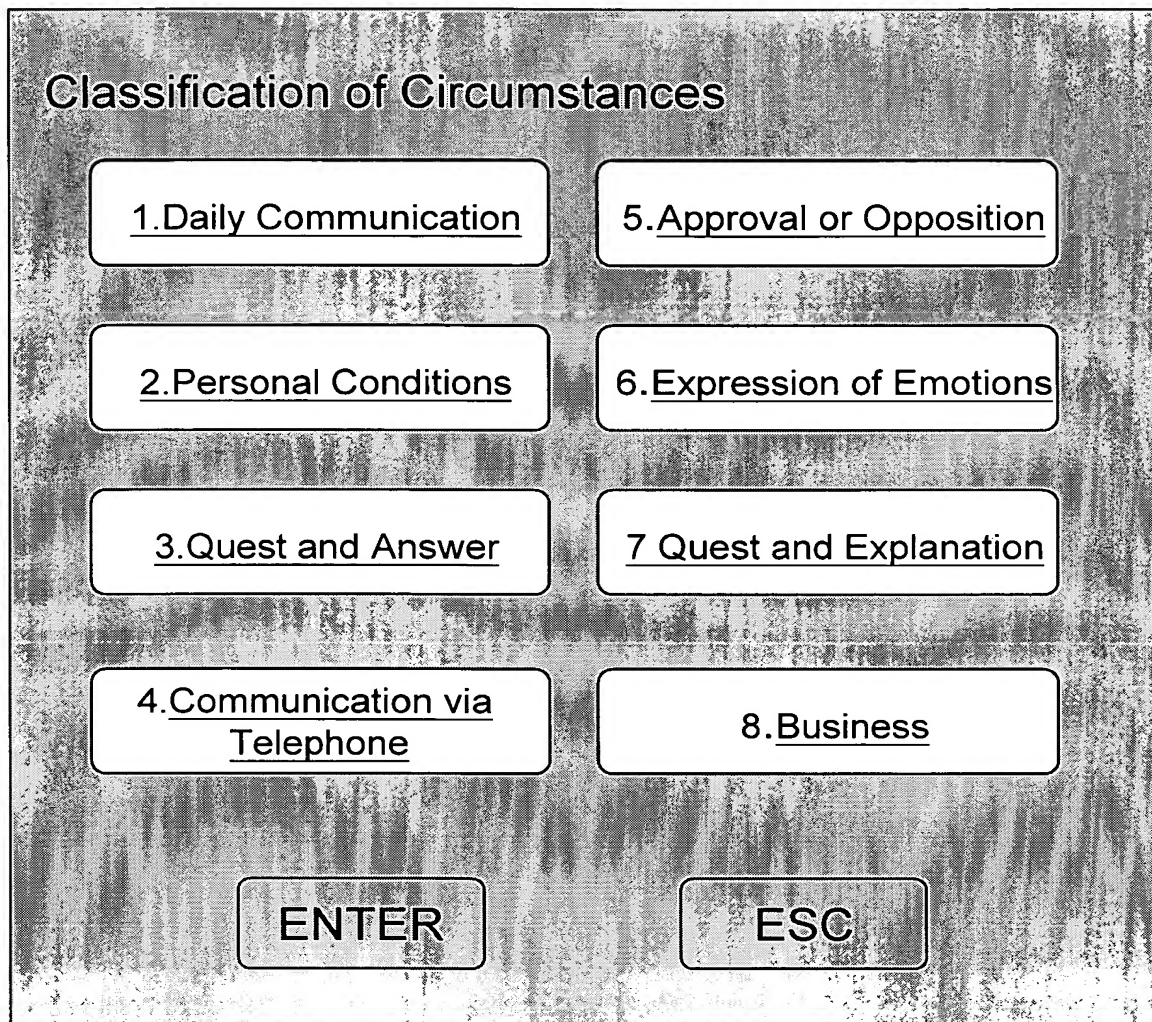 Classification of Circumstances
1.Daily Communication
5.Approval or Opposition
2.Personal Conditions
6.Expression of Emotions
3.Quest and Answer
7 Quest and Explanation
4.Communication via
Telephone
8.Business
ENTER
ESC